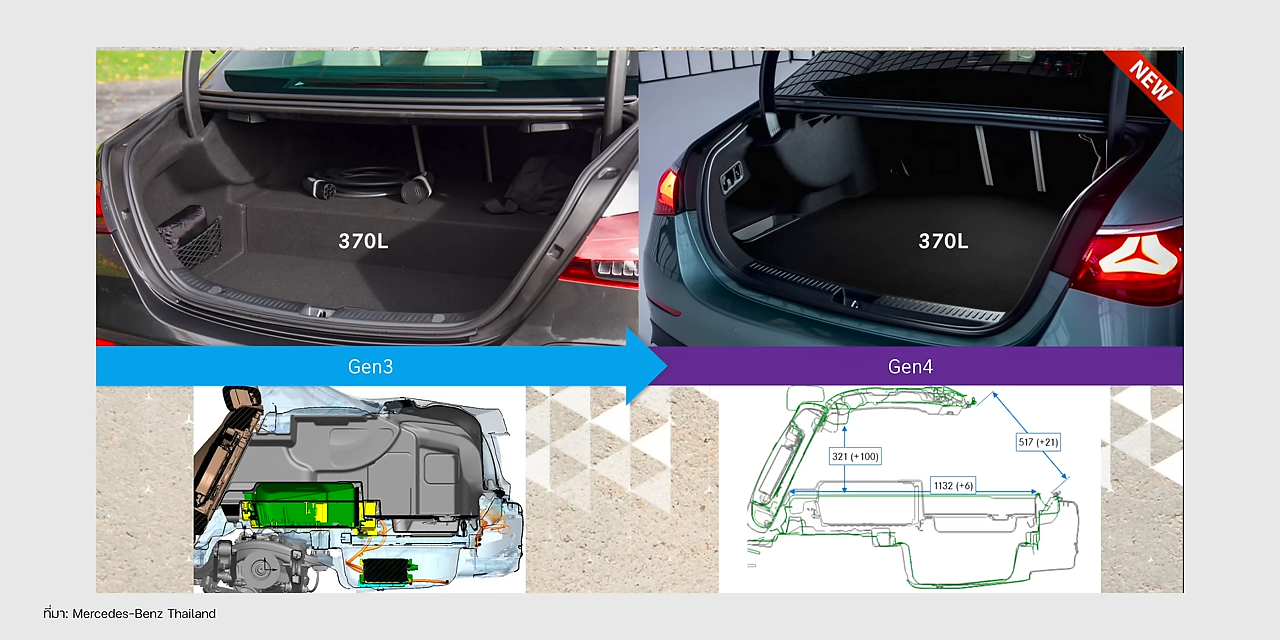 NEW
370L
370L
Gen3
Gen4
517 (+21)
321 (+100)
1132 (+6)
ที่มา: Mercedes-Benz Thailand